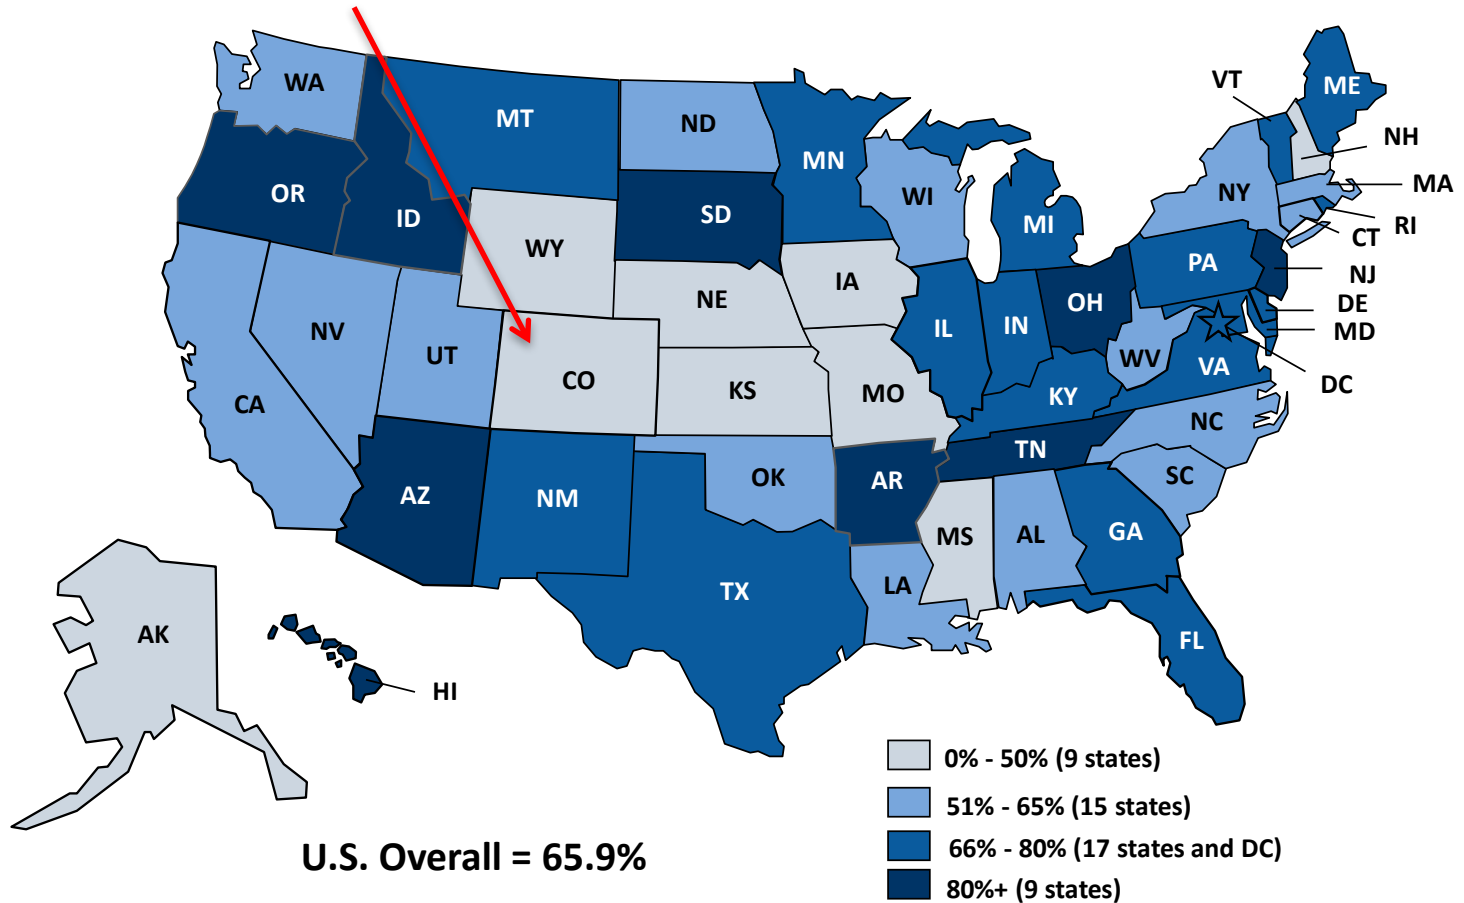 WA
MT
ND
MN
VT
ME
NH
MA
RI
CT
NY
WI
MI
OR
ID
SD
WY
PA
NJ
DE
MD
DC
IA
NE
OH
IL
IN
NV
UT
CO
KS
MO
WV
VA
KY
CA
NC
TN
SC
AZ
NM
OK
AR
MS
AL
GA
LA
TX
FL
AK
HI
0% - 50% (9 states)
51% - 65% (15 states)
66% - 80% (17 states and DC)
80%+ (9 states)
U.S. Overall = 65.9%